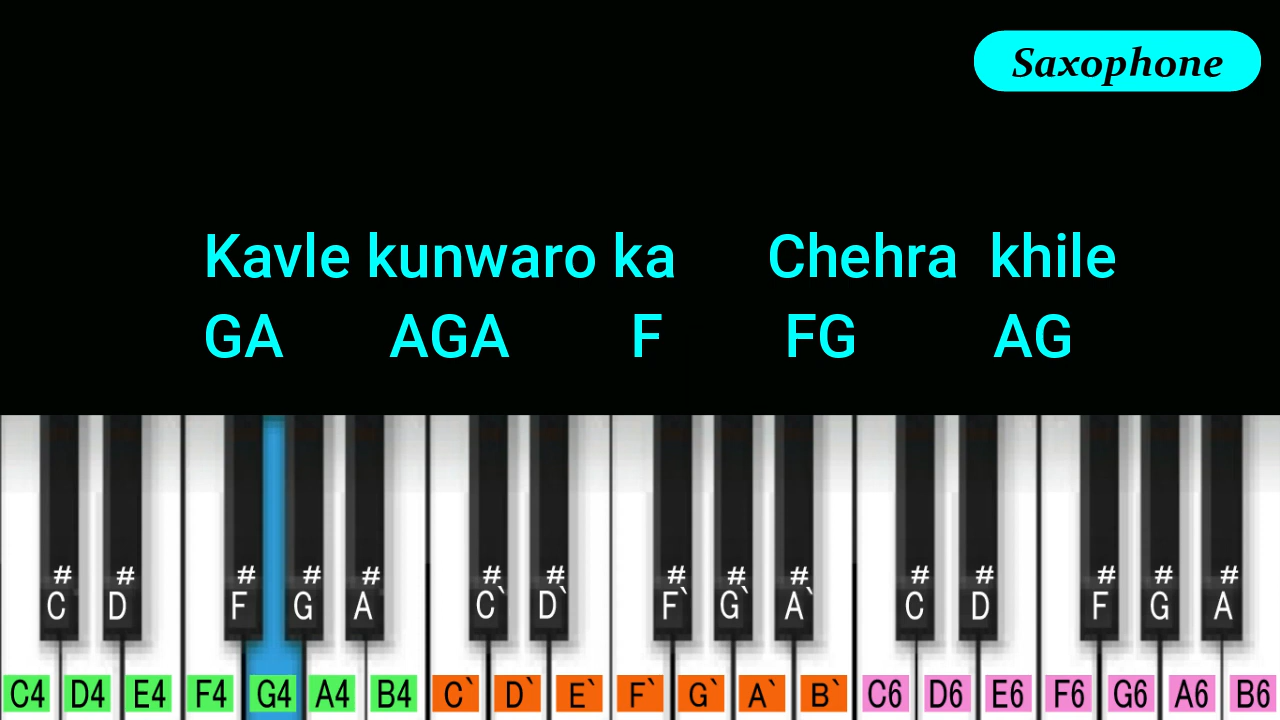 Saxophone
Kavle kunwaro ka Chehra khile
GA AGA F FG AG
# # # # # # # # # # # # # # #
C D F G A C` D` F` G` A` C D F G A
C4 D4 E4 F4 G4 A4 B4 C` D` E` F` G` A` B` C6 D6 E6 F6 G6 A6 B6